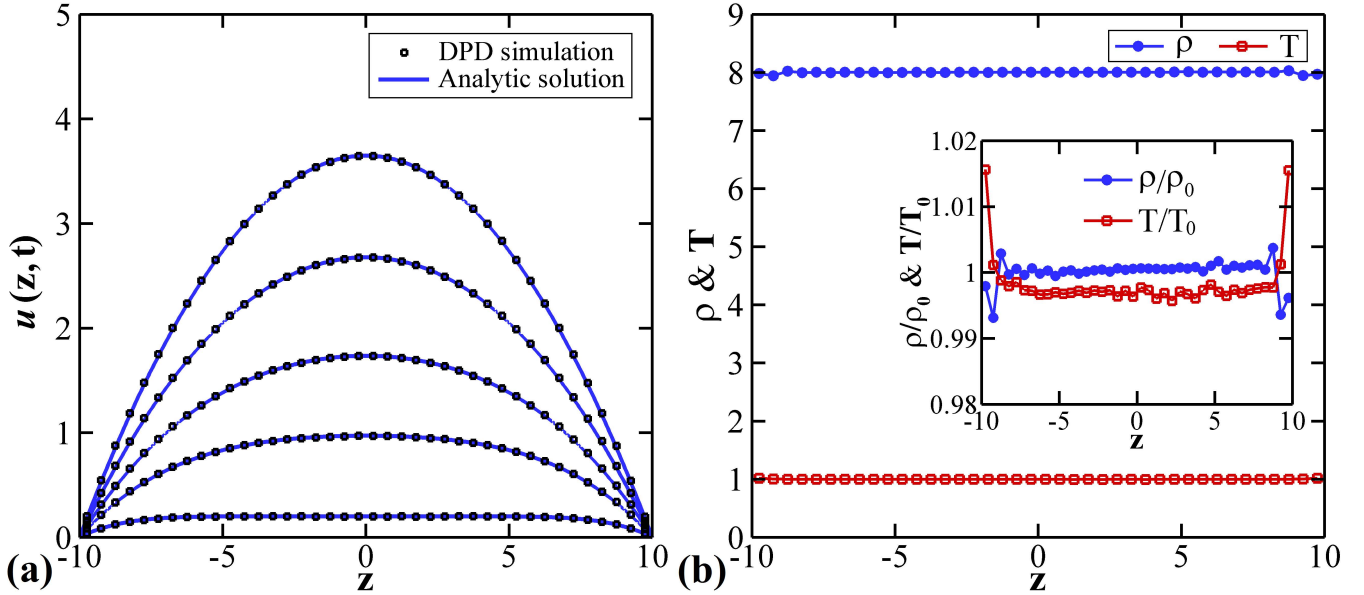 5
4
3
2
1
0
u(z, t)
DPD simulation
Analytic solution
-10
-5
0
5
10
z
(a)
9
8
7
6
5
4
3
2
1
0
ρ & T
ρ
T
1.02
1.01
1
0.99
0.98
ρ/ρ0 & T/T0
ρ/ρ0
T/T0
-10
-5
0
5
10
z
-10
-5
0
5
10
z
(b)